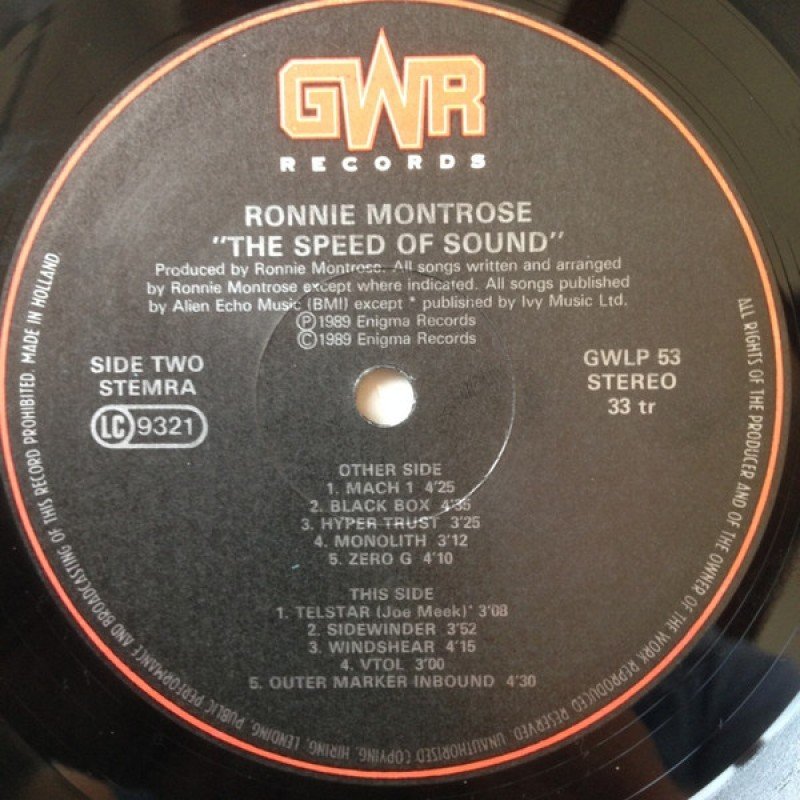 GWR
RECORDS
RONNIE MONTROSE
"THE SPEED OF SOUND"
Produced by Ronnie Montrose. All songs written and arranged
by Ronnie Montrose except where indicated. All songs published
by Alien Echo Music (BMI) except * published by Ivy Music Ltd.
Ⓟ1989 Enigma Records
©1989 Enigma Records
SIDE TWO
STEMRA
LC 9321
GWLP 53
STEREO
33 tr
OTHER SIDE
1. MACH 1 4'25
2. BLACK BOX 4'35
3. HYPER TRUST 3'25
4. MONOLITH 3'12
5. ZERO G 4'10
THIS SIDE
1. TELSTAR (Joe Meek)* 3'08
2. SIDEWINDER 3'52
3. WINDSHEAR 4'15
4. VTOL 3'00
5. OUTER MARKER INBOUND 4'30
ALL RIGHTS OF THE PRODUCER AND OF THE OWNER OF THE WORK REPRODUCED RESERVED. UNAUTHORISED COPYING, HIRING, LENDING, PUBLIC PERFORMANCE AND BROADCASTING OF THIS RECORD PROHIBITED. MADE IN HOLLAND